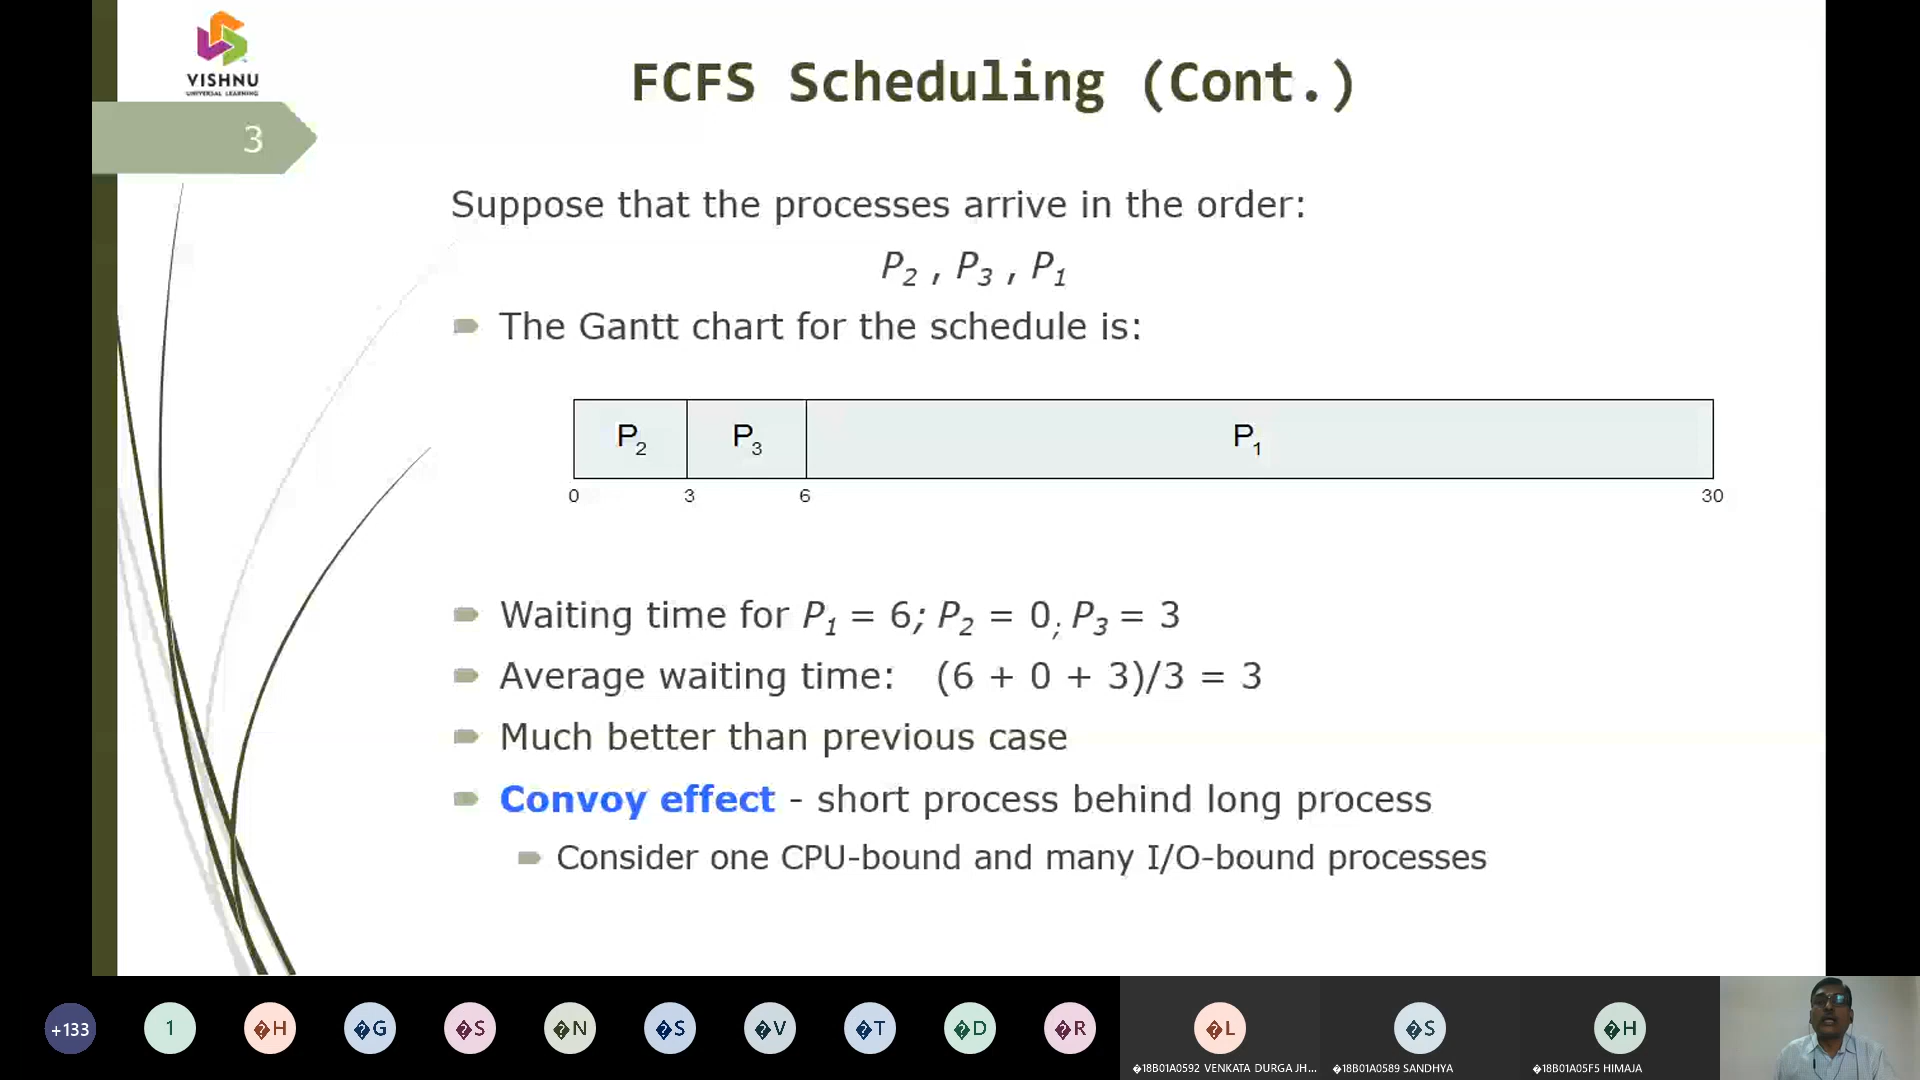 VISHNU
UNIVERSAL LEARNING
FCFS Scheduling (Cont.)
3
Suppose that the processes arrive in the order:
P2 , P3 , P1
The Gantt chart for the schedule is:
P2 P3 P1
0 3 6 30
Waiting time for P1 = 6; P2 = 0; P3 = 3
Average waiting time: (6 + 0 + 3)/3 = 3
Much better than previous case
Convoy effect - short process behind long process
Consider one CPU-bound and many I/O-bound processes
+133 1 �H �G �S �N �S �V �T �D �R �L �S �H
�18B01A0592 VENKATA DURGA JH... �18B01A0589 SANDHYA �18B01A05F5 HIMAJA